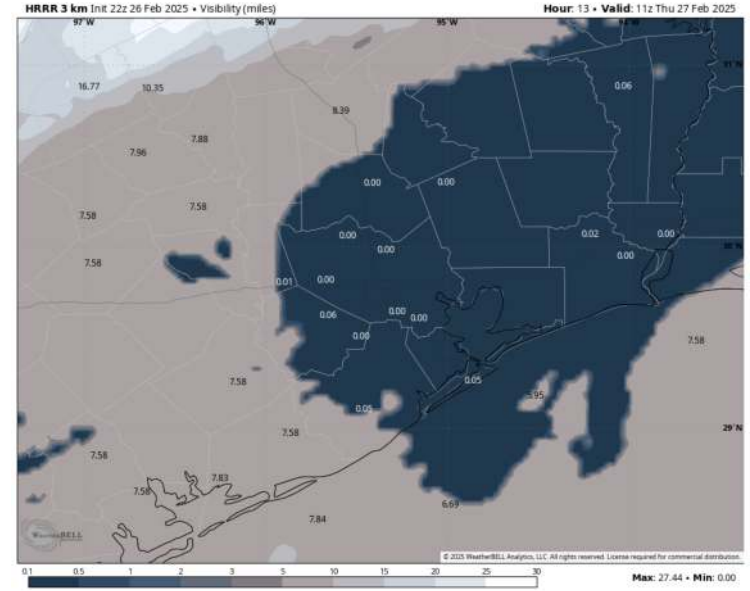 HRRR 3 km Init 22z 26 Feb 2025 • Visibility (miles)
Hour: 13 • Valid: 11z Thu 27 Feb 2025
97°W
96°W
95°W
94°W
31°N
16.77
10.35
0.06
8.39
7.88
7.96
0.00
0.00
7.58
7.58
0.00
0.02
0.00
0.00
0.00
30°N
7.58
0.01
0.00
0.06
0.00
0.00
0.00
7.58
7.58
0.05
5.95
0.05
29°N
7.58
7.58
7.83
7.58
6.69
7.84
WeatherBELL
© 2025 WeatherBELL Analytics, LLC. All rights reserved. License required for commercial distribution.
0.1 0.5 1 2 3 5 10 15 20 25 30
Max: 27.44 • Min: 0.00